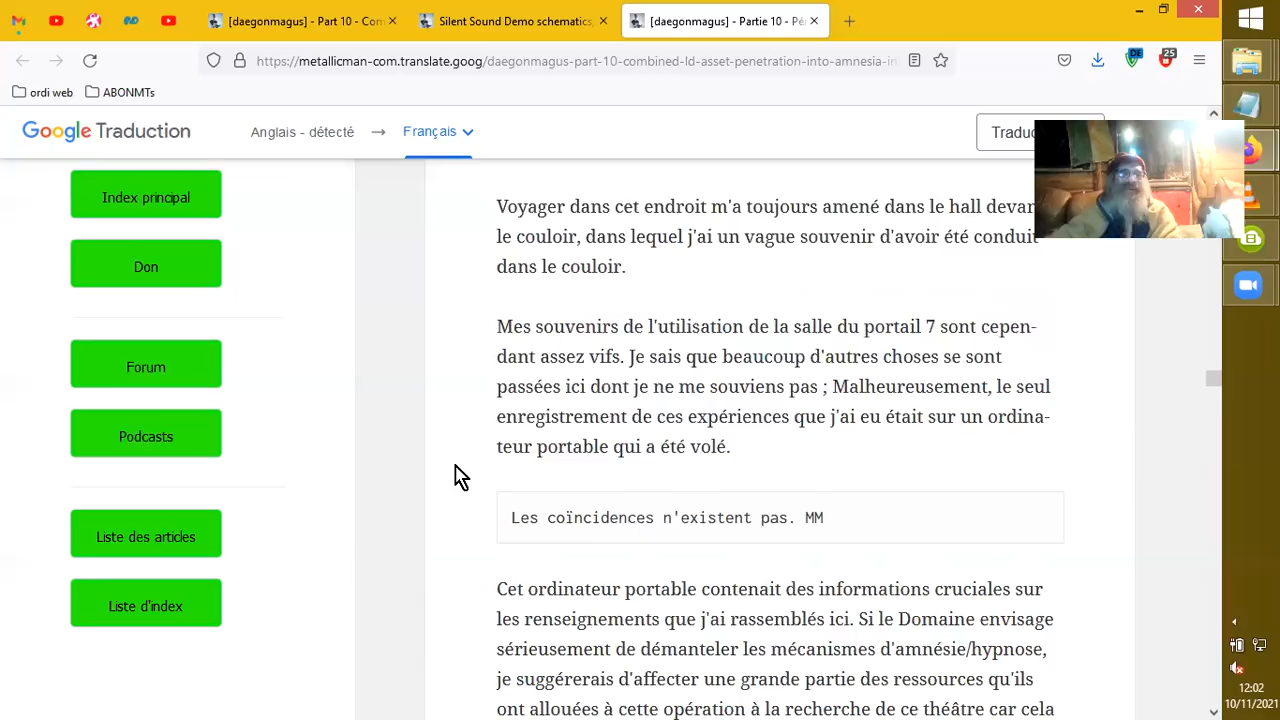 [daegonmagus] - Part 10 - Com
Silent Sound Demo schematics,
[daegonmagus] - Partie 10 - Pé
https://metallicman-com.translate.goog/daegonmagus-part-10-combined-ld-asset-penetration-into-amnesia-in
DE
25
ordi web
ABONMTs
Google Traduction
Anglais - détecté
Français
Traduc
Index principal
Don
Forum
Podcasts
Liste des articles
Liste d'index
Voyager dans cet endroit m'a toujours amené dans le hall devan
le couloir, dans lequel j'ai un vague souvenir d'avoir été conduit
dans le couloir.
Mes souvenirs de l'utilisation de la salle du portail 7 sont cepen-
dant assez vifs. Je sais que beaucoup d'autres choses se sont
passées ici dont je ne me souviens pas ; Malheureusement, le seul
enregistrement de ces expériences que j'ai eu était sur un ordina-
teur portable qui a été volé.
Les coïncidences n'existent pas. MM
Cet ordinateur portable contenait des informations cruciales sur
les renseignements que j'ai rassemblés ici. Si le Domaine envisage
sérieusement de démanteler les mécanismes d'amnésie/hypnose,
je suggérerais d'affecter une grande partie des ressources qu'ils
ont allouées à cette opération à la recherche de ce théâtre car cela
12:02
10/11/2021